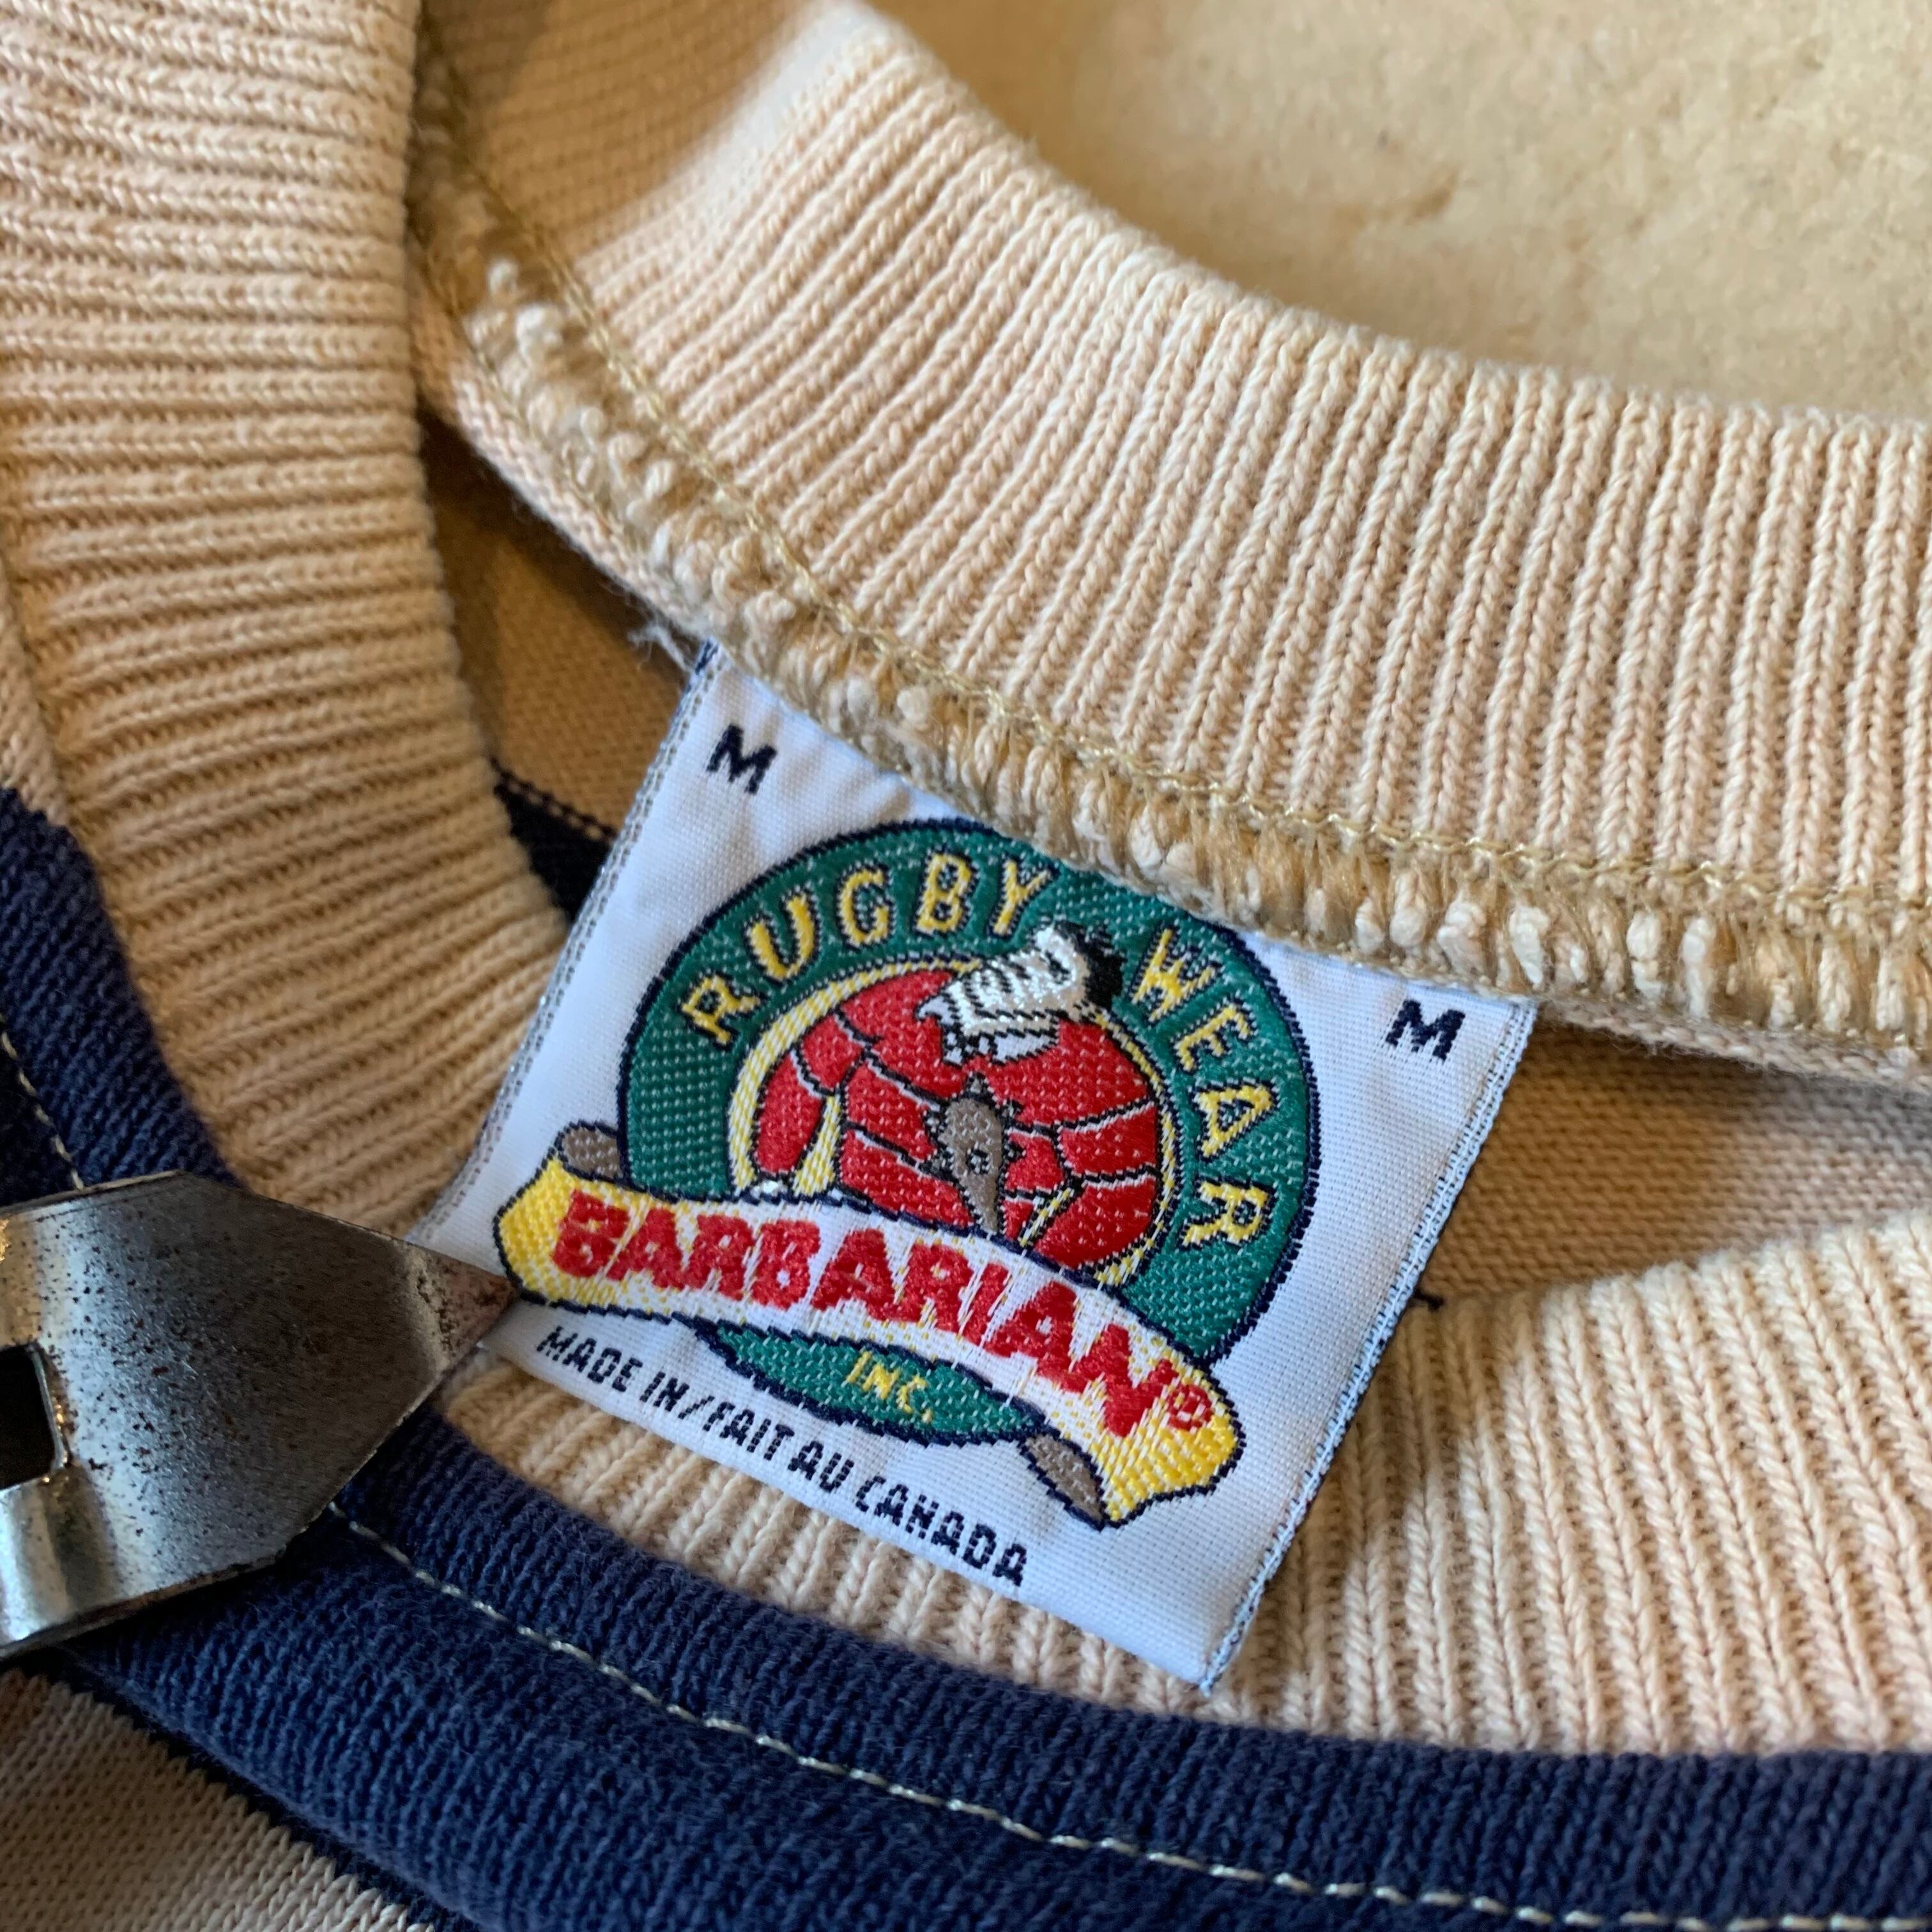 M
M
RUGBY WEAR
BARBARIAN®
INC.
MADE IN/FAIT AU CANADA